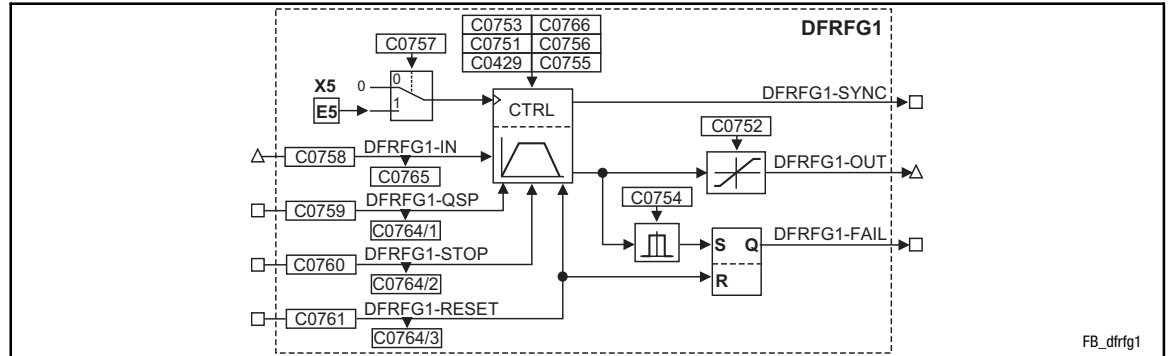 DFRFG1
C0753 C0766
C0757 C0751 C0756
C0429 C0755
X5 0 0
E5 1
CTRL
DFRFG1-SYNC
C0752
C0758 DFRFG1-IN
DFRFG1-OUT
C0765
C0759 DFRFG1-QSP
C0754
C0764/1
DFRFG1-FAIL
S Q
C0760 DFRFG1-STOP
R
C0764/2
C0761 DFRFG1-RESET
C0764/3
FB_dfrfg1